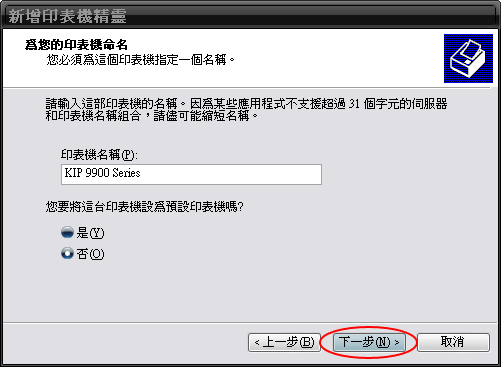 新增印表機精靈
爲您的印表機命名
您必須爲這個印表機指定一個名稱。
請輸入這部印表機的名稱。因爲某些應用程式不支援超過 31 個字元的伺服器
和印表機名稱組合，請儘可能縮短名稱。
印表機名稱(P):
KIP 9900 Series
您要將這台印表機設爲預設印表機嗎?
是(Y)
否(O)
< 上一步(B) 下一步(N) > 取消